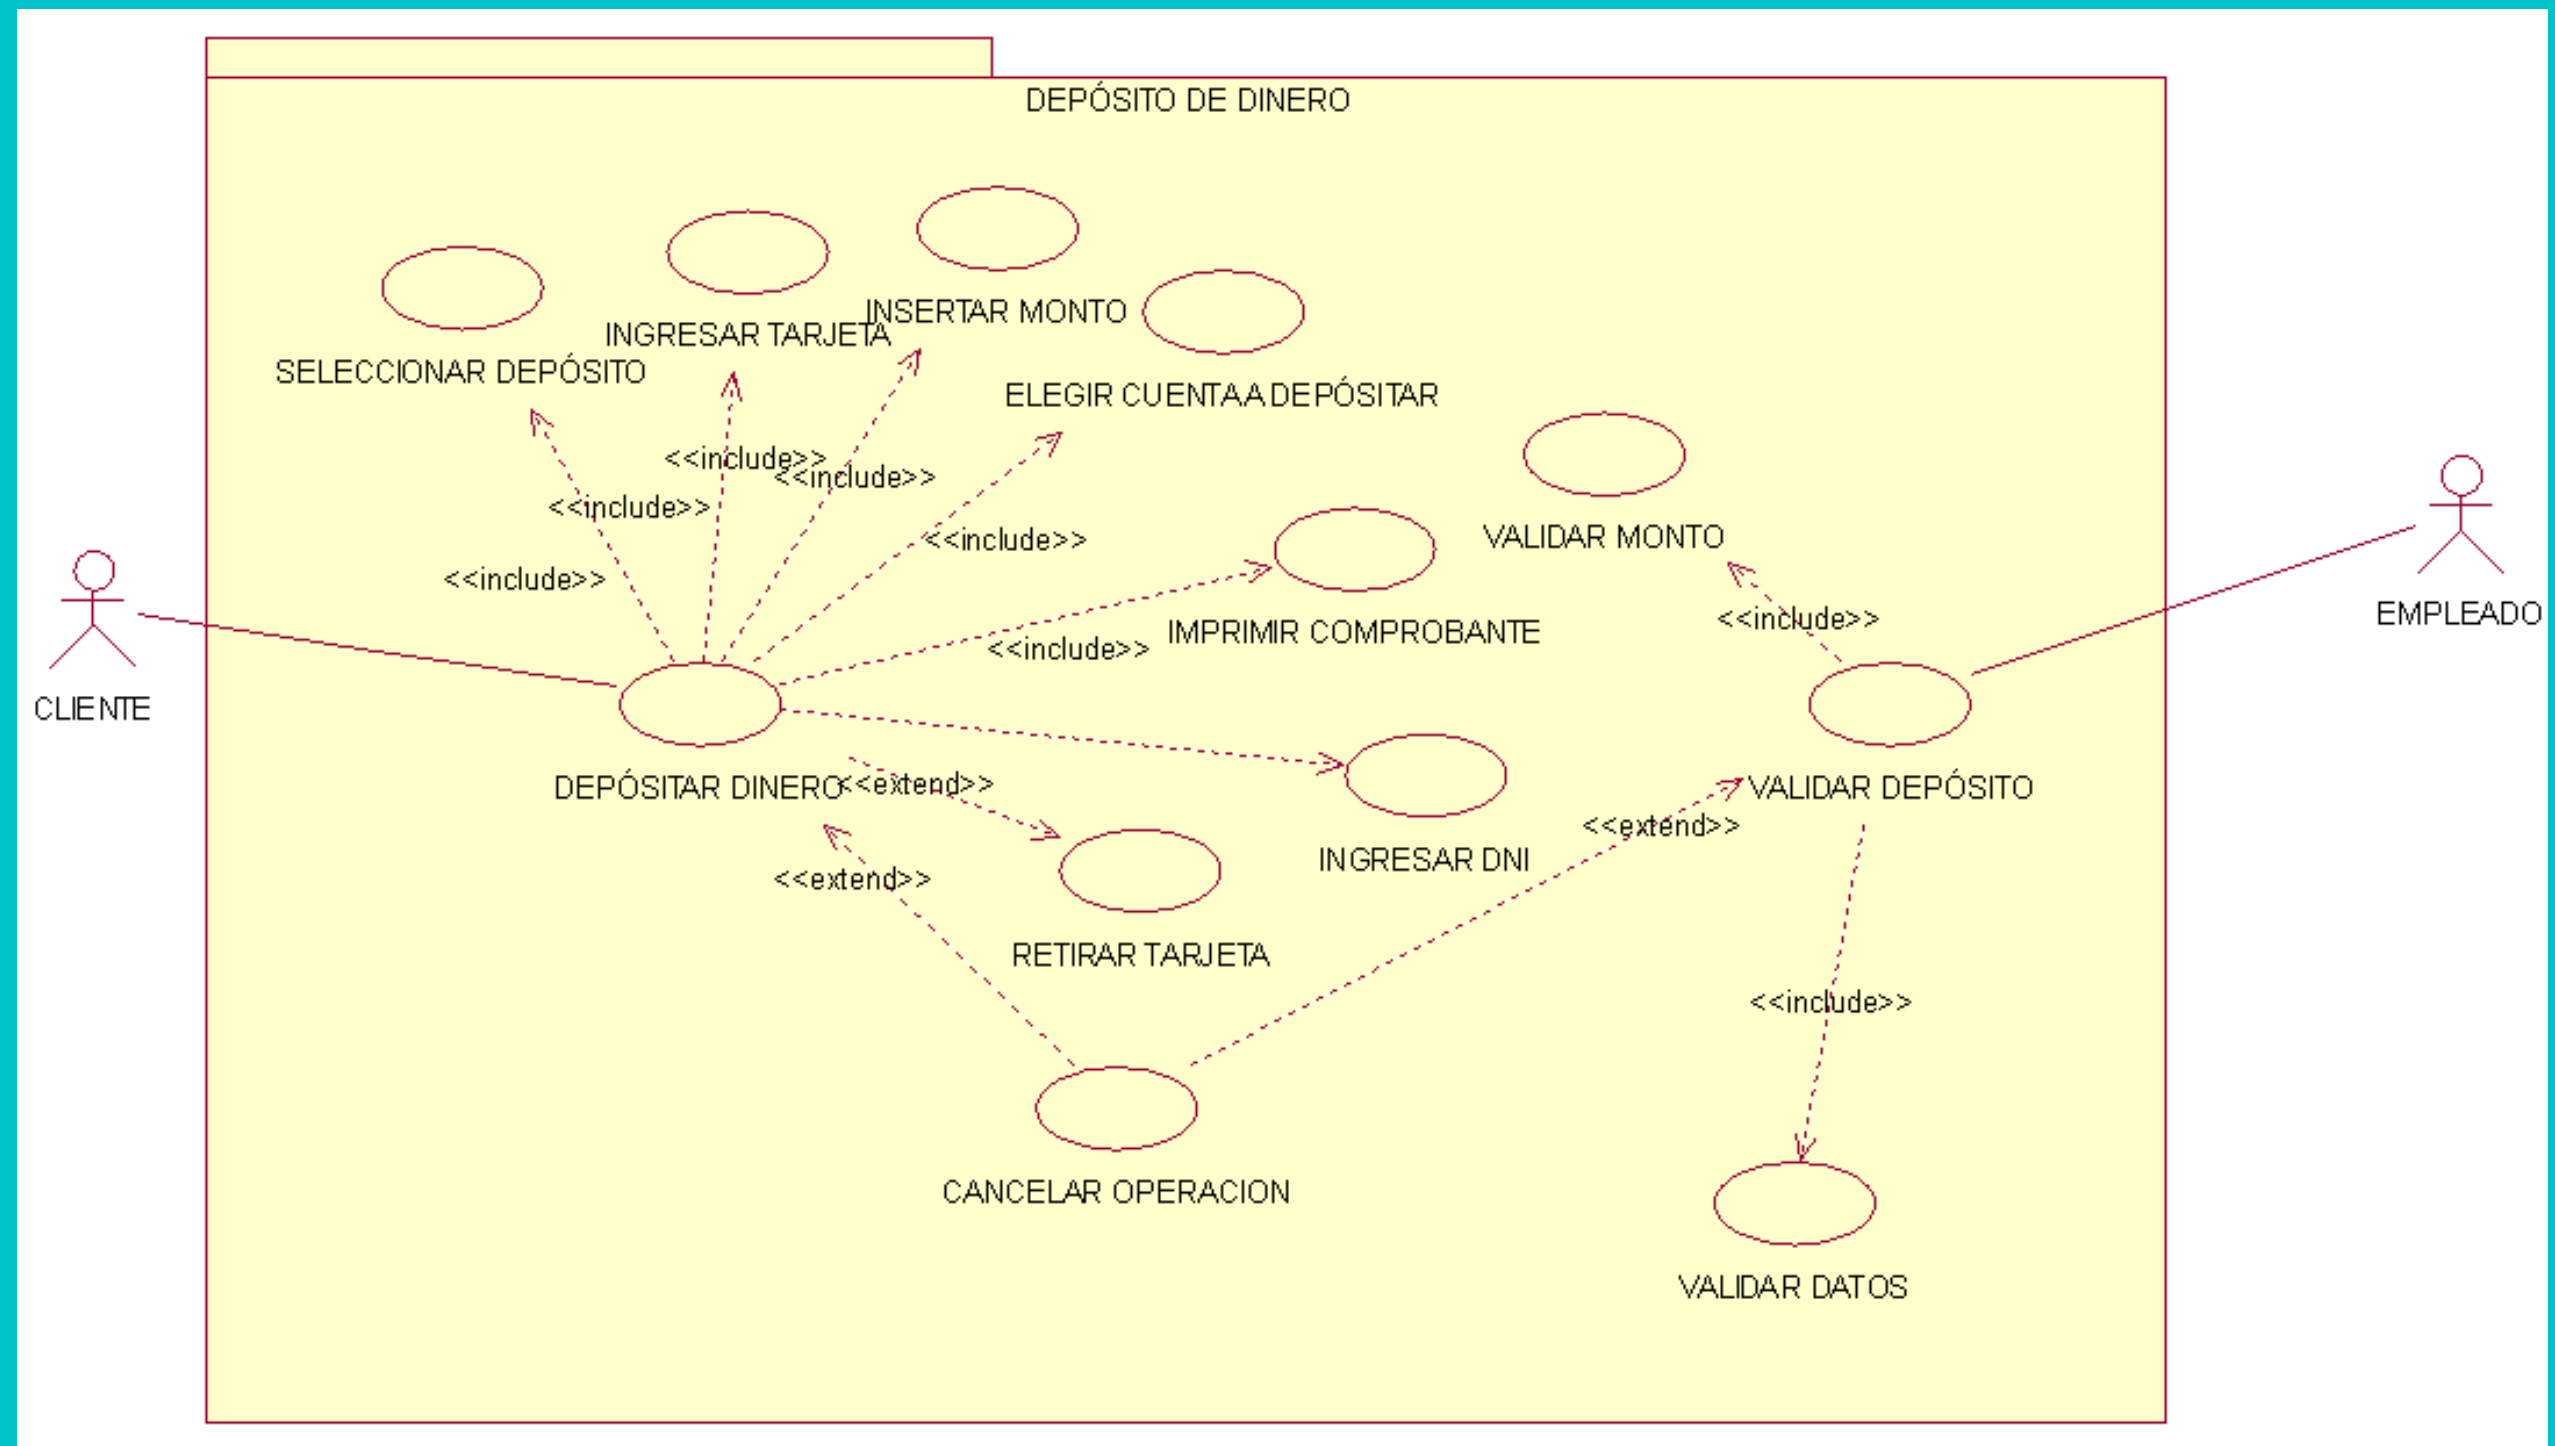 DEPÓSITO DE DINERO
INSERTAR MONTO
INGRESAR TARJETA
SELECCIONAR DEPÓSITO
ELEGIR CUENTA A DEPÓSITAR
<<include>>
<<include>>
<<include>>
<<include>>
VALIDAR MONTO
<<include>>
EMPLEADO
<<include>>
IMPRIMIR COMPROBANTE
<<include>>
CLIENTE
DEPÓSITAR DINERO
<<extend>>
VALIDAR DEPÓSITO
<<extend>>
INGRESAR DNI
<<extend>>
RETIRAR TARJETA
<<include>>
CANCELAR OPERACION
VALIDAR DATOS